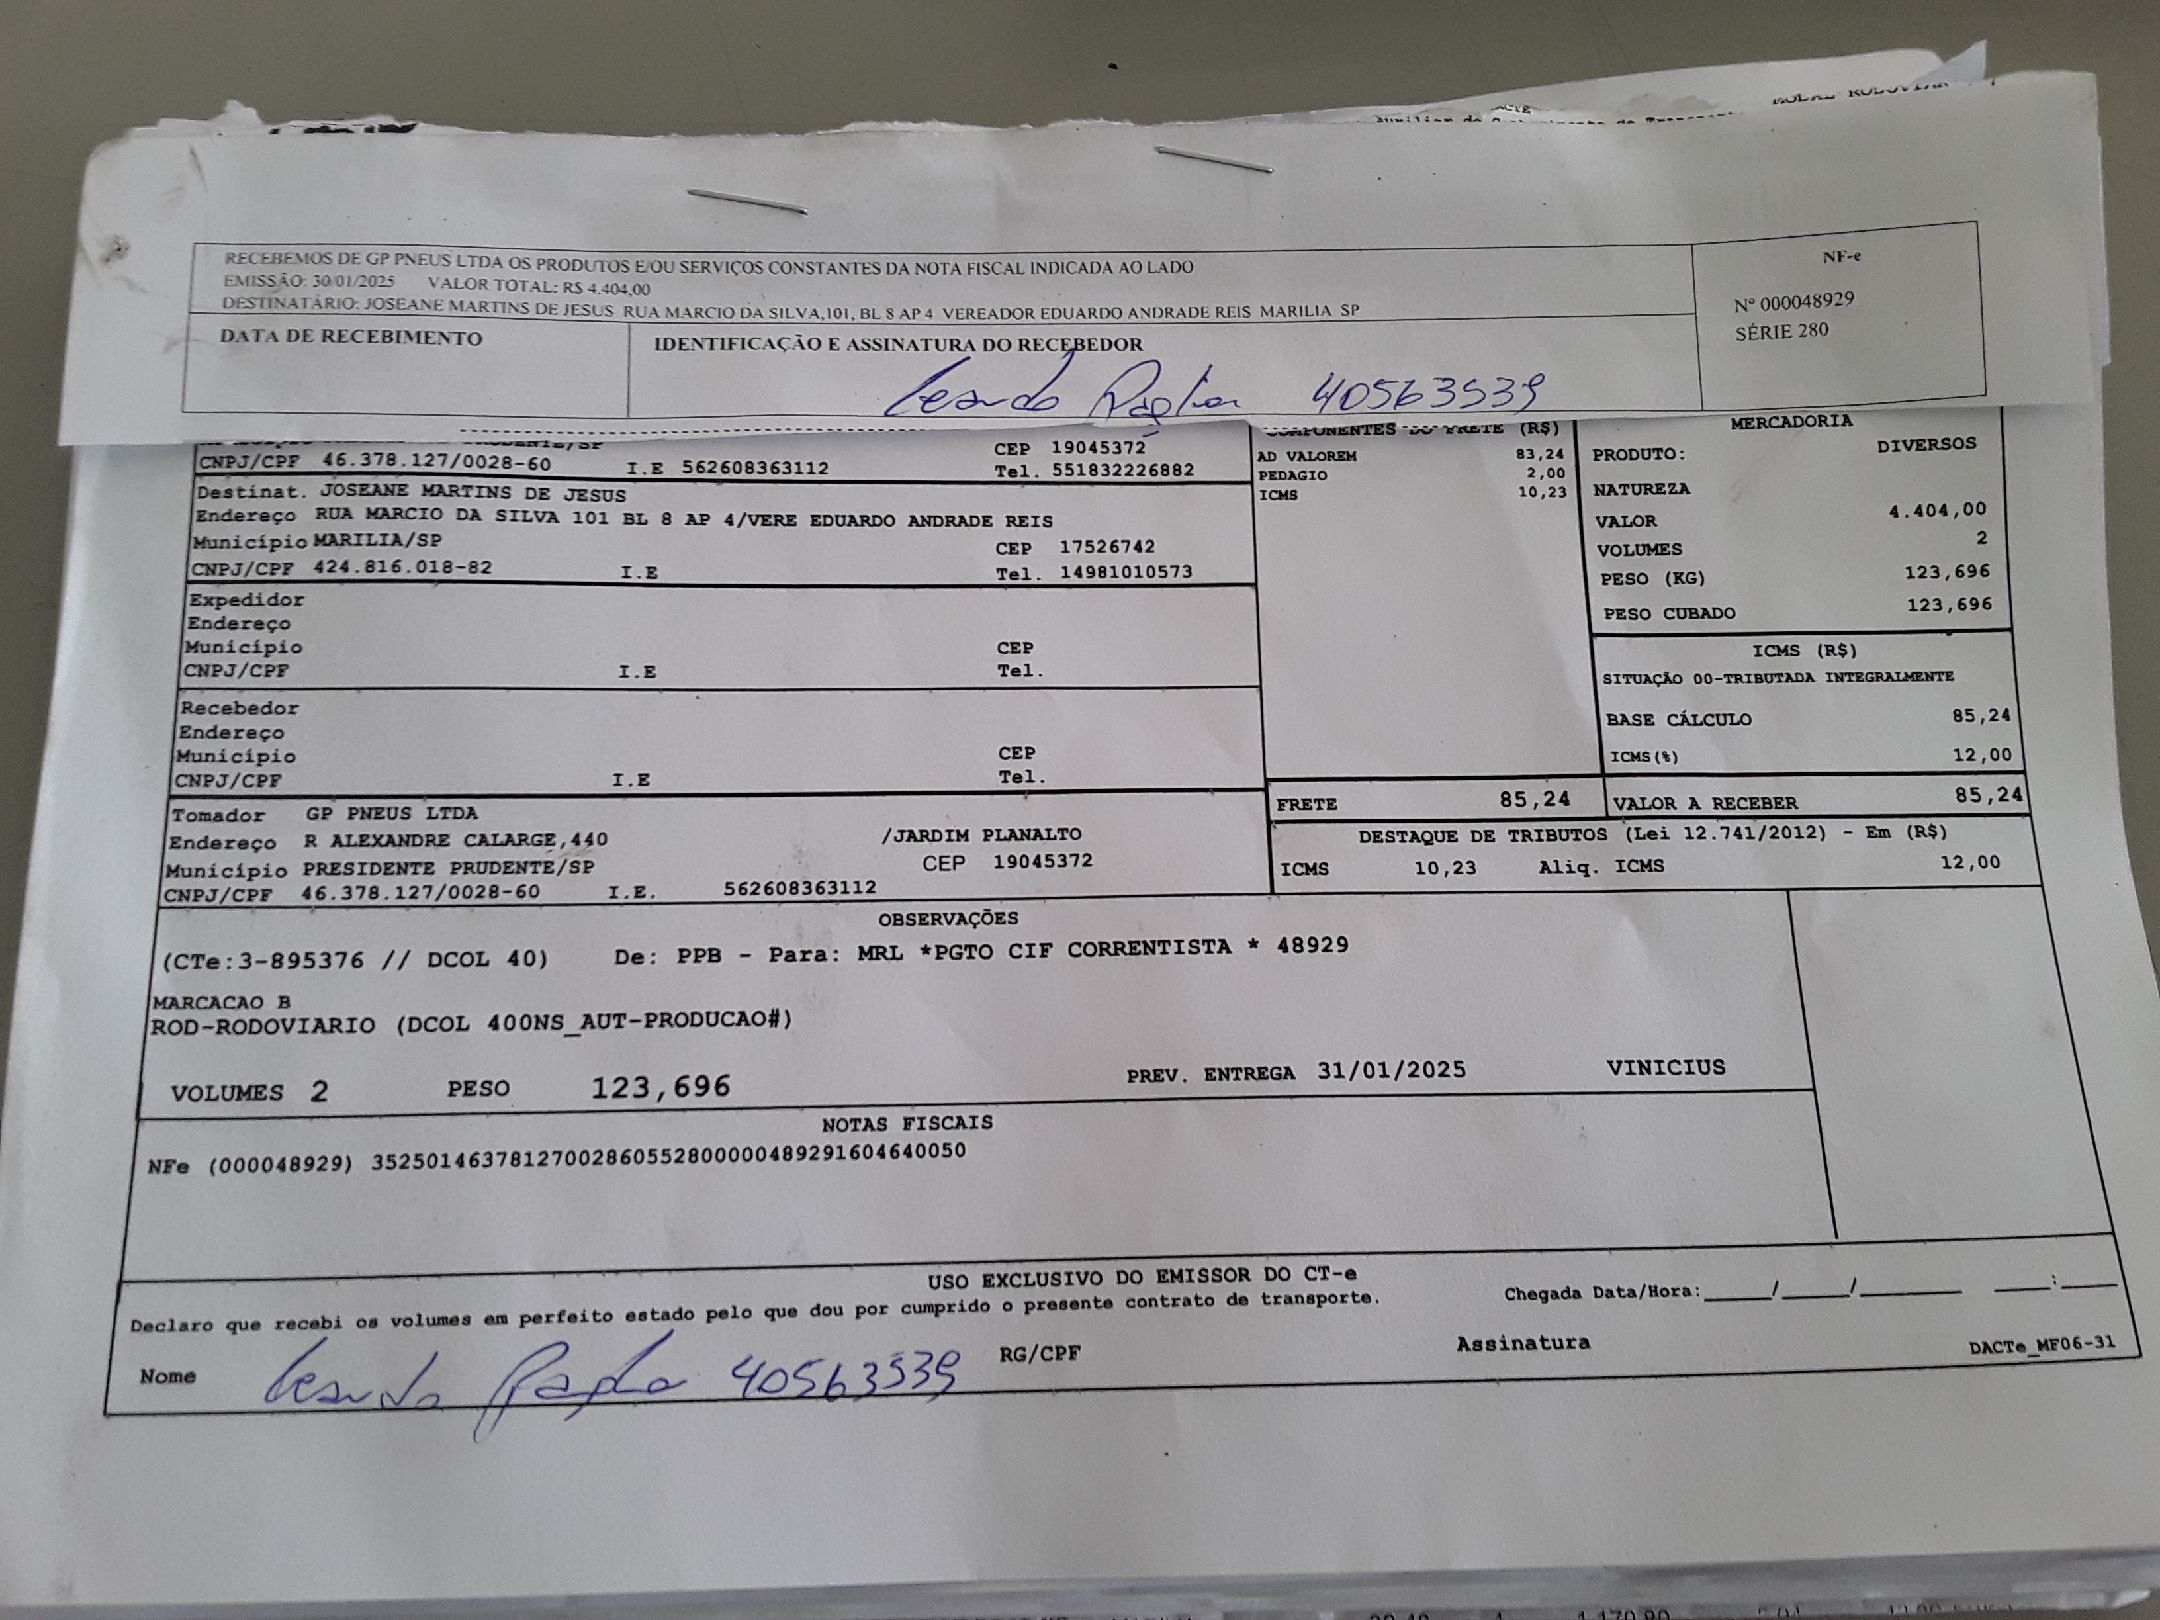 RECEBEMOS DE GP PNEUS LTDA OS PRODUTOS E/OU SERVIÇOS CONSTANTES DA NOTA FISCAL INDICADA AO LADO
EMISSÃO: 30/01/2025 VALOR TOTAL: R$ 4.404,00
DESTINATÁRIO: JOSEANE MARTINS DE JESUS RUA MARCIO DA SILVA,101, BL 8 AP 4 VEREADOR EDUARDO ANDRADE REIS MARILIA SP
NF-e
Nº 000048929
SÉRIE 280
DATA DE RECEBIMENTO
IDENTIFICAÇÃO E ASSINATURA DO RECEBEDOR
40563539
CEP 19045372
CNPJ/CPF 46.378.127/0028-60 I.E 562608363112 Tel. 551832226882
Destinat. JOSEANE MARTINS DE JESUS
Endereço RUA MARCIO DA SILVA 101 BL 8 AP 4/VERE EDUARDO ANDRADE REIS
Município MARILIA/SP CEP 17526742
CNPJ/CPF 424.816.018-82 I.E Tel. 14981010573
Expedidor
Endereço
Município CEP
CNPJ/CPF I.E Tel.
Recebedor
Endereço
Município CEP
CNPJ/CPF I.E Tel.
Tomador GP PNEUS LTDA
Endereço R ALEXANDRE CALARGE,440 /JARDIM PLANALTO
Município PRESIDENTE PRUDENTE/SP CEP 19045372
CNPJ/CPF 46.378.127/0028-60 I.E. 562608363112
COMPONENTES DO FRETE (R$)
AD VALOREM 83,24
PEDAGIO 2,00
ICMS 10,23
MERCADORIA
PRODUTO: DIVERSOS
NATUREZA
VALOR 4.404,00
VOLUMES 2
PESO (KG) 123,696
PESO CUBADO 123,696
ICMS (R$)
SITUAÇÃO 00-TRIBUTADA INTEGRALMENTE
BASE CÁLCULO 85,24
ICMS(%) 12,00
FRETE 85,24 VALOR A RECEBER 85,24
DESTAQUE DE TRIBUTOS (Lei 12.741/2012) - Em (R$)
ICMS 10,23 Aliq. ICMS 12,00
OBSERVAÇÕES
(CTe:3-895376 // DCOL 40) De: PPB - Para: MRL *PGTO CIF CORRENTISTA * 48929
MARCACAO B
ROD-RODOVIARIO (DCOL 400NS_AUT-PRODUCAO#)
VOLUMES 2 PESO 123,696 PREV. ENTREGA 31/01/2025 VINICIUS
NOTAS FISCAIS
NFe (000048929) 35250146378127002860552800000489291604640050
USO EXCLUSIVO DO EMISSOR DO CT-e
Declaro que recebi os volumes em perfeito estado pelo que dou por cumprido o presente contrato de transporte.
Chegada Data/Hora:_____/_____/_______ ____:____
Nome 40563539 RG/CPF Assinatura DACTe_MF06-31